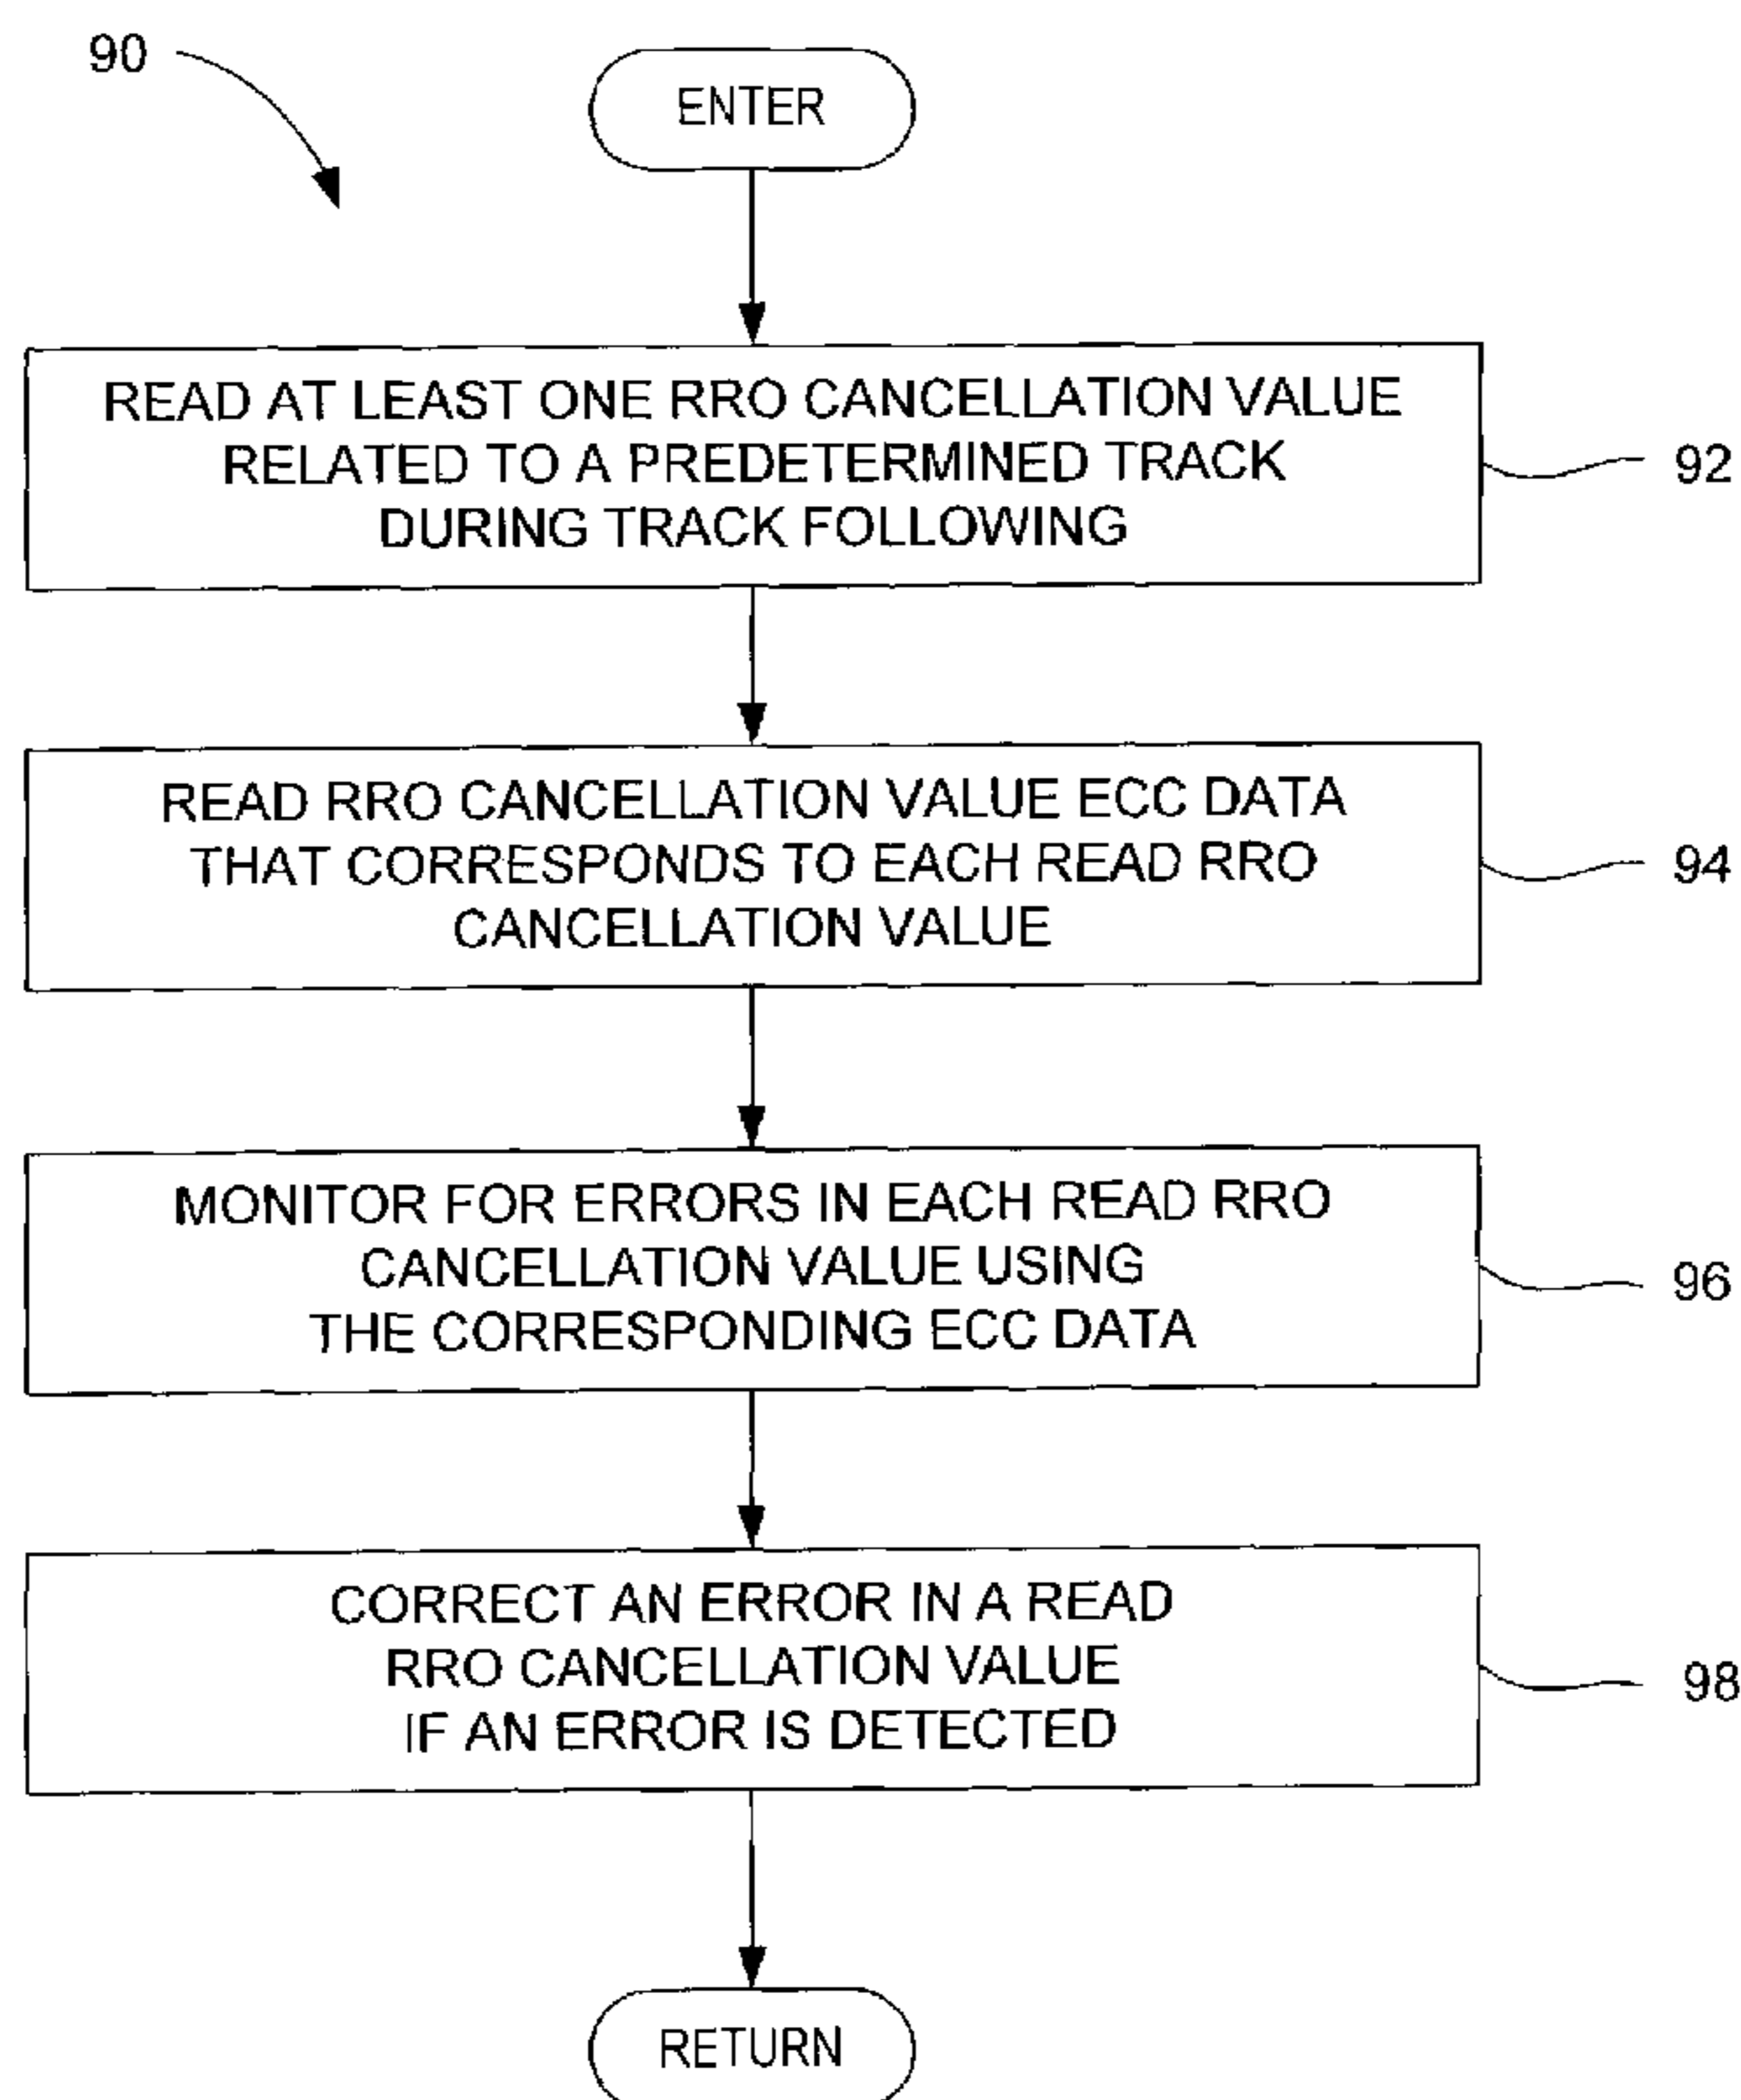 90
ENTER
READ AT LEAST ONE RRO CANCELLATION VALUE
RELATED TO A PREDETERMINED TRACK
DURING TRACK FOLLOWING
92
READ RRO CANCELLATION VALUE ECC DATA
THAT CORRESPONDS TO EACH READ RRO
CANCELLATION VALUE
94
MONITOR FOR ERRORS IN EACH READ RRO
CANCELLATION VALUE USING
THE CORRESPONDING ECC DATA
96
CORRECT AN ERROR IN A READ
RRO CANCELLATION VALUE
IF AN ERROR IS DETECTED
98
RETURN